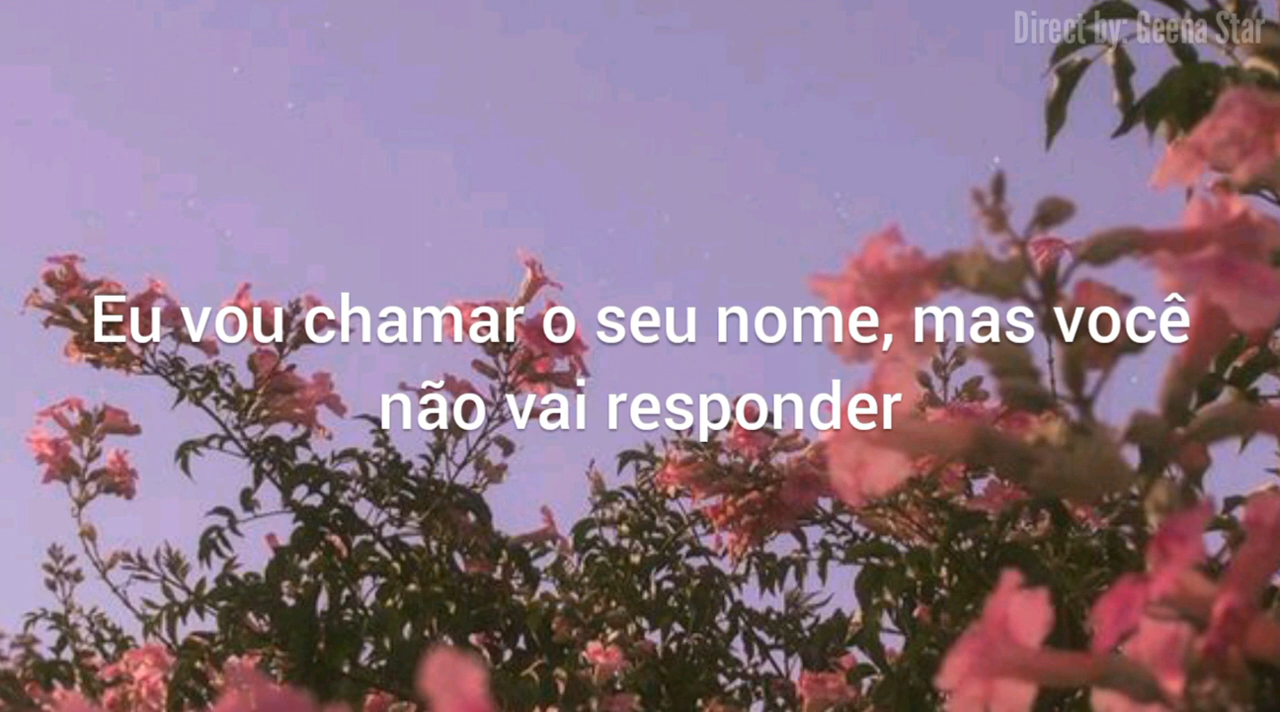 Direct by: Geena Star
Eu vou chamar o seu nome, mas você
não vai responder